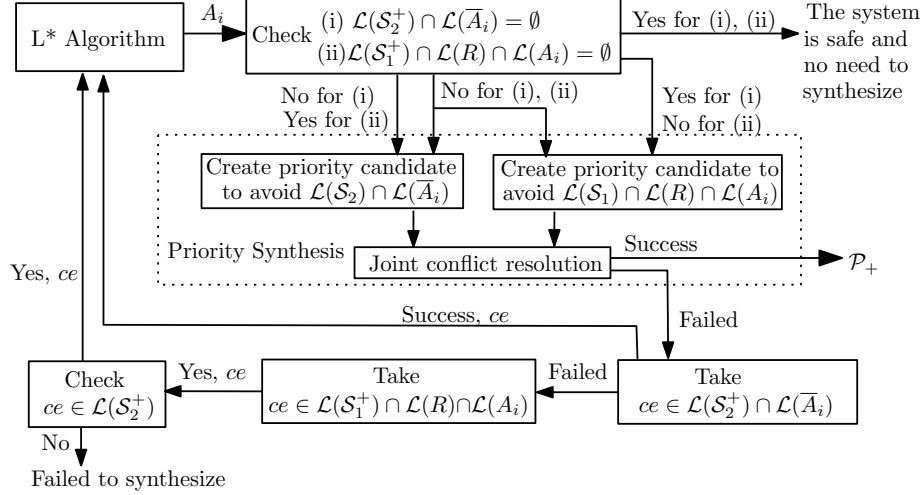 L* Algorithm
A_i
Check (i) ℒ(𝒮₂⁺) ∩ ℒ(A̅_i) = ∅
(ii)ℒ(𝒮₁⁺) ∩ ℒ(R) ∩ ℒ(A_i) = ∅
Yes for (i), (ii)
The system
is safe and
no need to
synthesize
No for (i)
Yes for (ii)
No for (i), (ii)
Yes for (i)
No for (ii)
Create priority candidate
to avoid ℒ(𝒮₂) ∩ ℒ(A̅_i)
Create priority candidate to
avoid ℒ(𝒮₁) ∩ ℒ(R) ∩ ℒ(A_i)
Priority Synthesis
Joint conflict resolution
Success
𝒫₊
Yes, ce
Success, ce
Failed
Check
ce ∈ ℒ(𝒮₂⁺)
Yes, ce
Take
ce ∈ ℒ(𝒮₁⁺) ∩ ℒ(R)∩ℒ(A_i)
Failed
Take
ce ∈ ℒ(𝒮₂⁺) ∩ ℒ(A̅_i)
No
Failed to synthesize